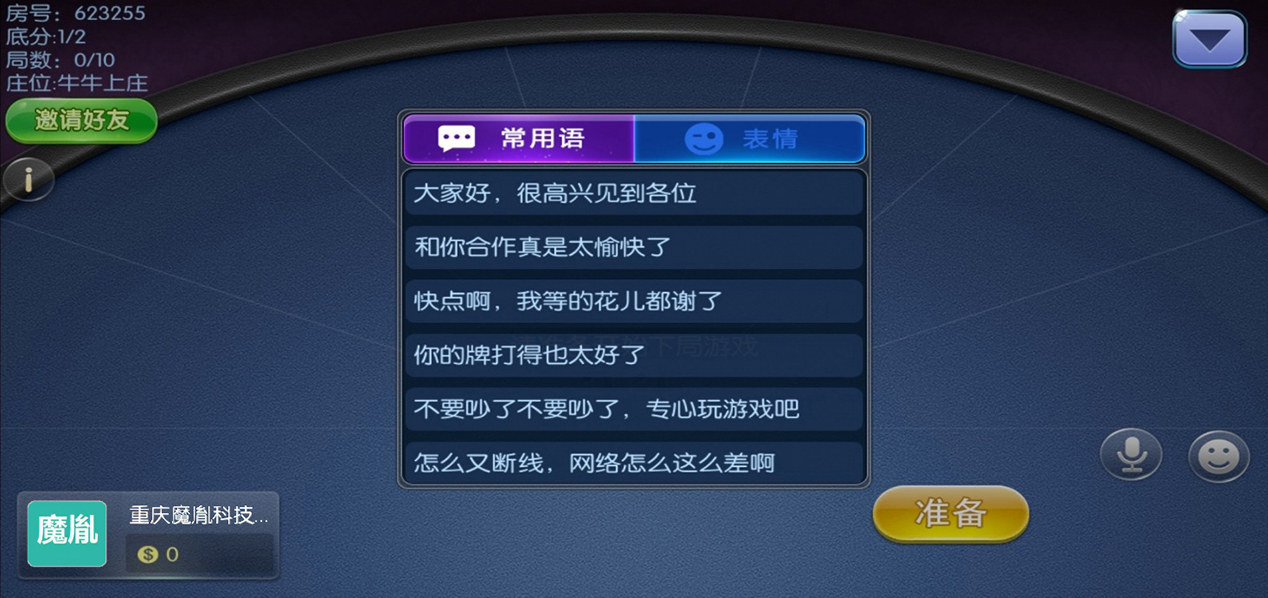 房号：623255
底分:1/2
局数：0/10
庄位:牛牛上庄
邀请好友
i
常用语
表情
大家好，很高兴见到各位
和你合作真是太愉快了
快点啊，我等的花儿都谢了
下局游戏
你的牌打得也太好了
不要吵了不要吵了，专心玩游戏吧
怎么又断线，网络怎么这么差啊
准备
魔胤
重庆魔胤科技...
$ 0